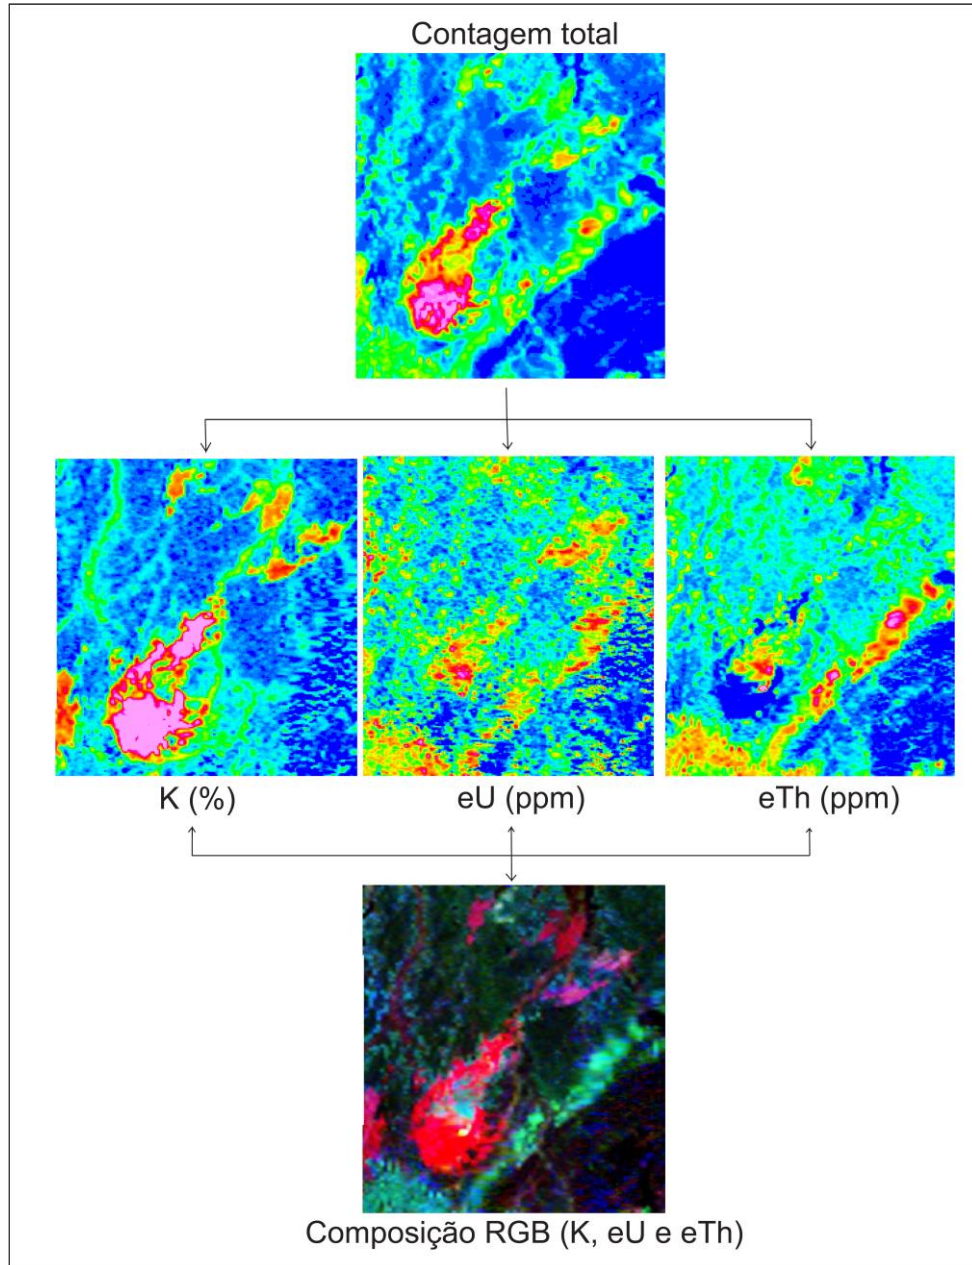 Contagem total
K (%)
eU (ppm)
eTh (ppm)
Composição RGB (K, eU e eTh)